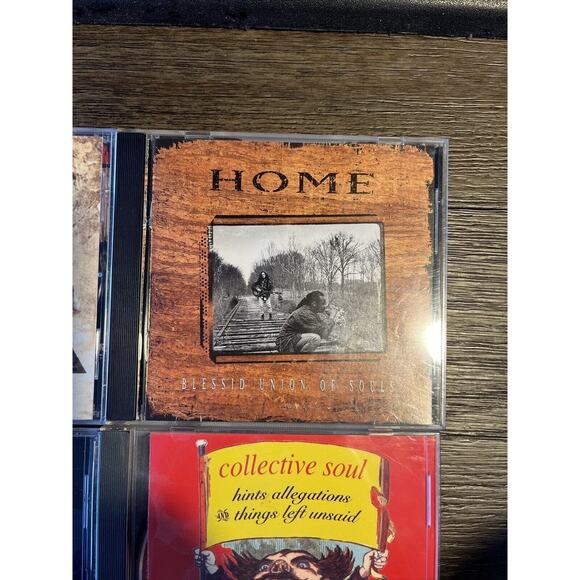 HOME
BLESSID UNION OF SOULS
collective soul
hints allegations
AND things left unsaid